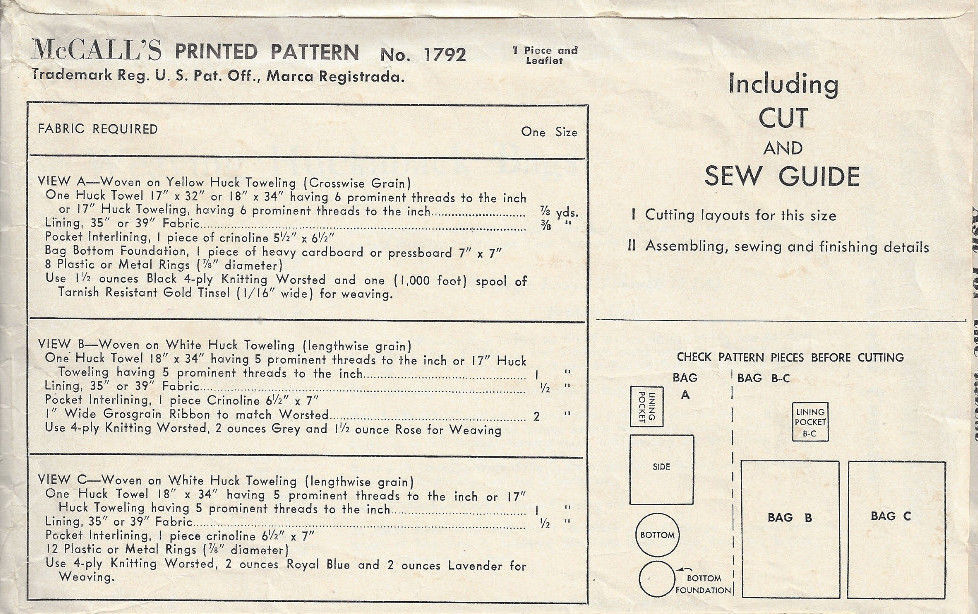 McCALL'S PRINTED PATTERN No. 1792
1 Piece and
Leaflet
Trademark Reg. U. S. Pat. Off., Marca Registrada.
FABRIC REQUIRED One Size
VIEW A—Woven on Yellow Huck Toweling (Crosswise Grain)
One Huck Towel 17" x 32" or 18" x 34" having 6 prominent threads to the inch
or 17" Huck Toweling, having 6 prominent threads to the inch ⅞ yds.
Lining, 35" or 39" Fabric ⅜ "
Pocket Interlining, 1 piece of crinoline 5½" x 6½"
Bag Bottom Foundation, 1 piece of heavy cardboard or pressboard 7" x 7"
8 Plastic or Metal Rings (⅞" diameter)
Use 1½ ounces Black 4-ply Knitting Worsted and one (1,000 foot) spool of
Tarnish Resistant Gold Tinsel (1/16" wide) for weaving.
VIEW B—Woven on White Huck Toweling (lengthwise grain)
One Huck Towel 18" x 34" having 5 prominent threads to the inch or 17" Huck
Toweling having 5 prominent threads to the inch 1 "
Lining, 35" or 39" Fabric ½ "
Pocket Interlining, 1 piece Crinoline 6½" x 7"
1" Wide Grosgrain Ribbon to match Worsted 2 "
Use 4-ply Knitting Worsted, 2 ounces Grey and 1½ ounce Rose for Weaving
VIEW C—Woven on White Huck Toweling (lengthwise grain)
One Huck Towel 18" x 34" having 5 prominent threads to the inch or 17"
Huck Toweling having 5 prominent threads to the inch 1 "
Lining, 35" or 39" Fabric ½ "
Pocket Interlining, 1 piece crinoline 6½" x 7"
12 Plastic or Metal Rings (⅞" diameter)
Use 4-ply Knitting Worsted, 2 ounces Royal Blue and 2 ounces Lavender for
Weaving.
Including
CUT
AND
SEW GUIDE
I Cutting layouts for this size
II Assembling, sewing and finishing details
CHECK PATTERN PIECES BEFORE CUTTING
BAG
A
BAG B-C
LINING
POCKET
LINING
POCKET
B-C
SIDE
BOTTOM
BOTTOM
FOUNDATION
BAG B
BAG C